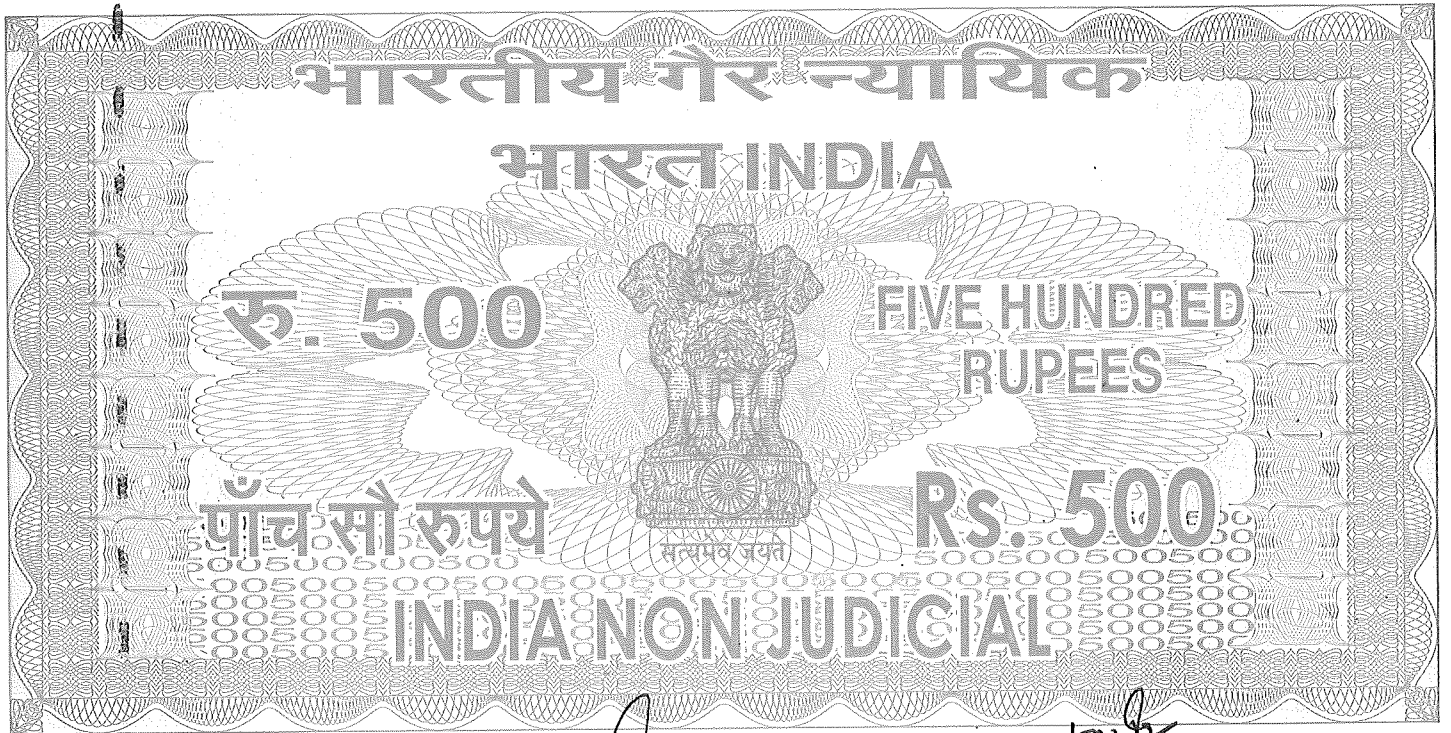 भारतीय गैर न्यायिक
भारत INDIA
रु. 500
FIVE HUNDRED
RUPEES
पाँच सौ रुपये
Rs. 500
सत्यमेव जयते
INDIA NON JUDICIAL